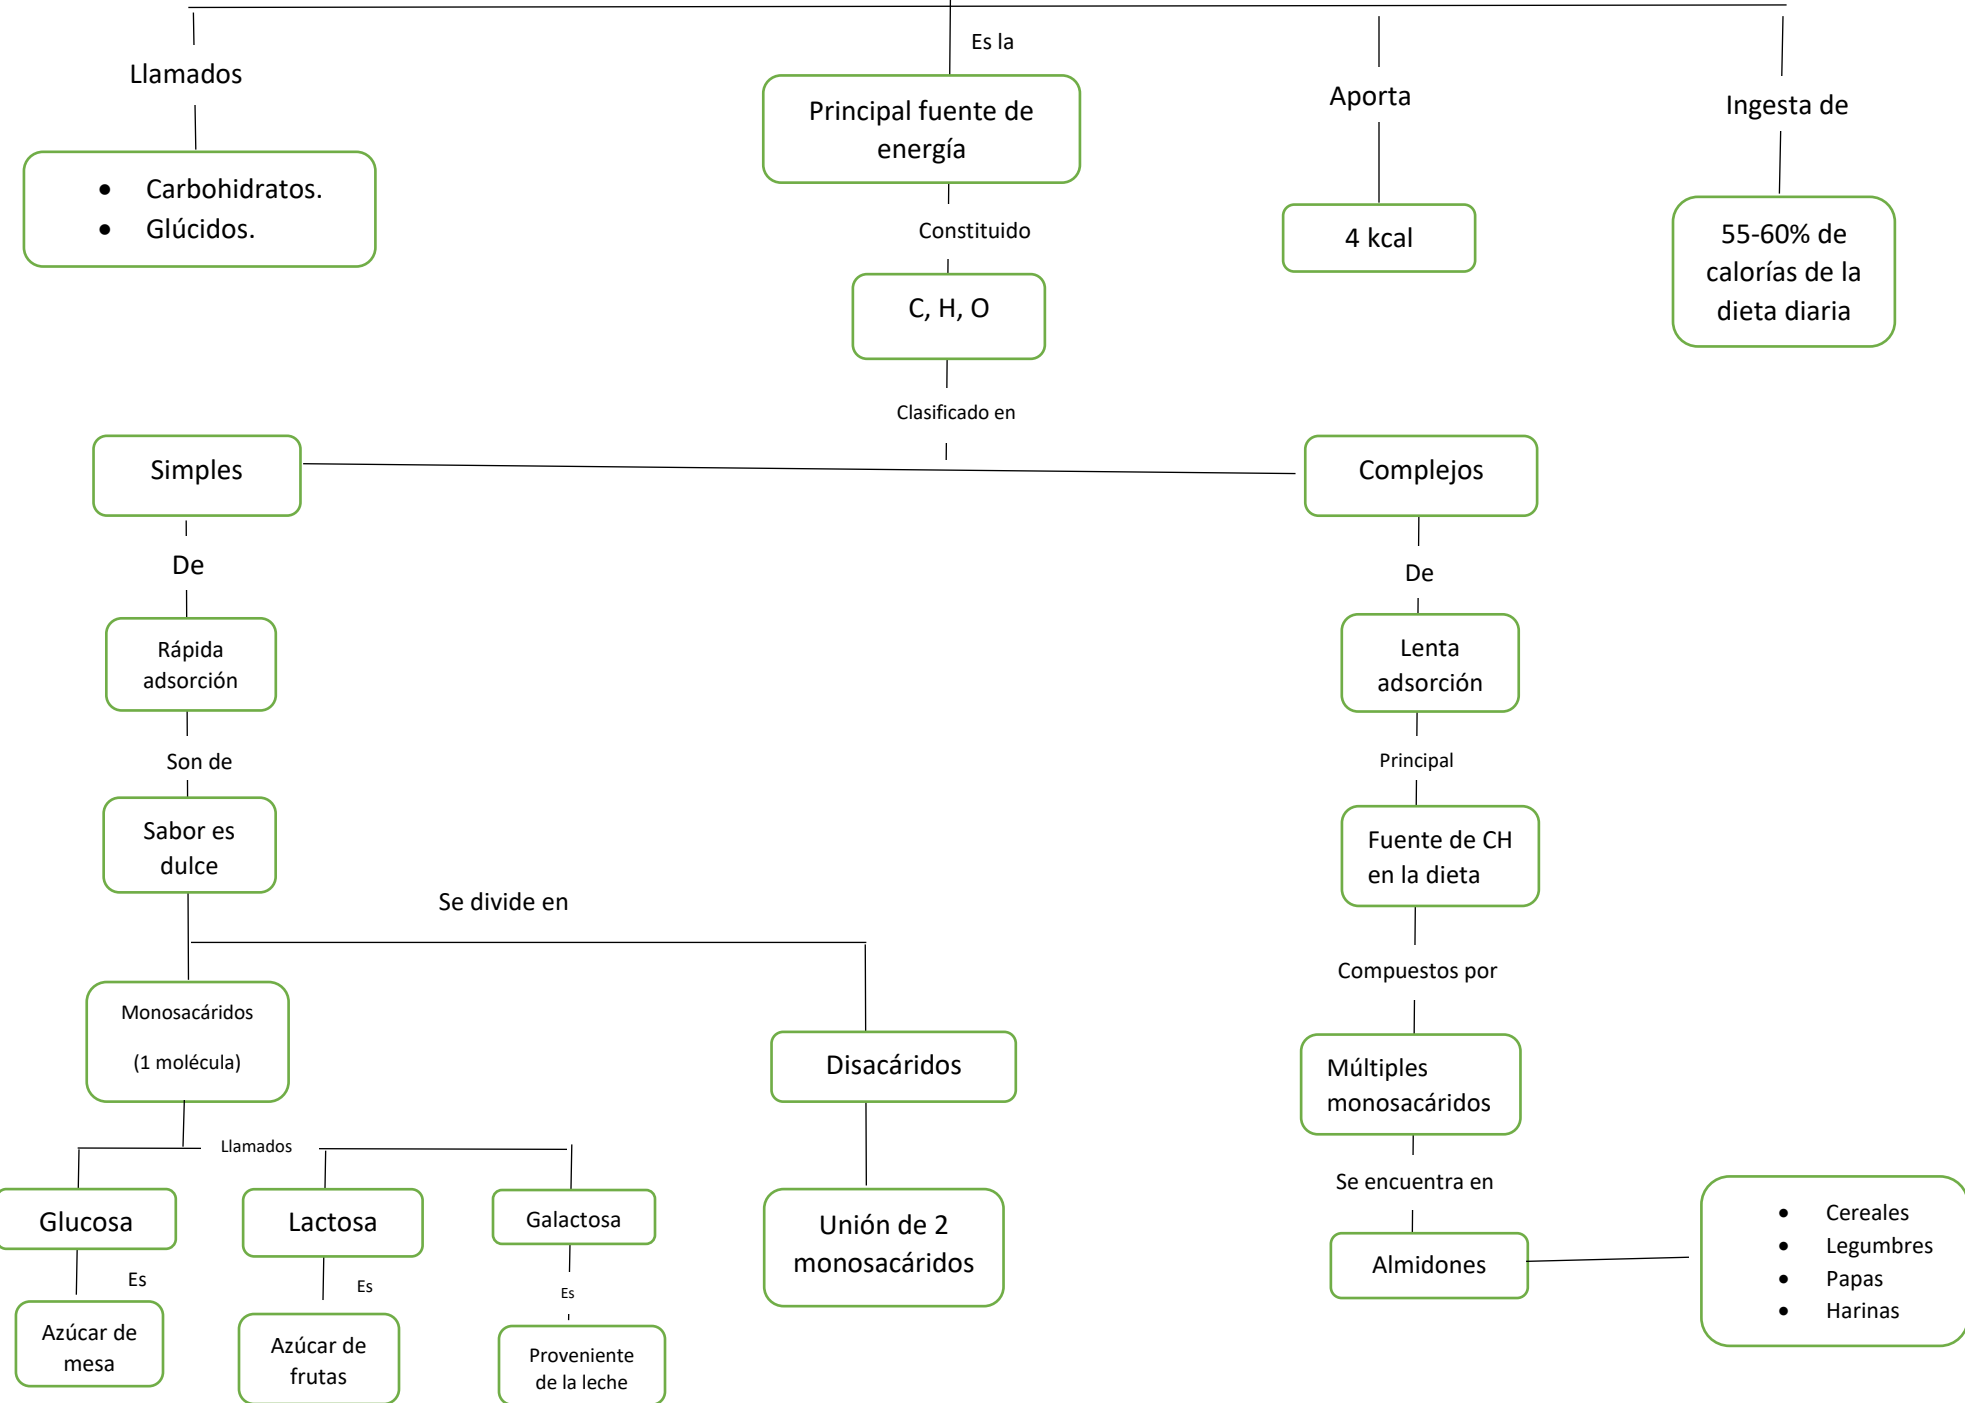 Es la
Llamados
Aporta
Ingesta de
Principal fuente de
energía
• Carbohidratos.
• Glúcidos.
Constituido
4 kcal
55-60% de
calorías de la
dieta diaria
C, H, O
Clasificado en
Simples
Complejos
De
De
Rápida
adsorción
Lenta
adsorción
Son de
Principal
Sabor es
dulce
Fuente de CH
en la dieta
Se divide en
Compuestos por
Monosacáridos
(1 molécula)
Disacáridos
Múltiples
monosacáridos
Llamados
Se encuentra en
Glucosa
Lactosa
Galactosa
Unión de 2
monosacáridos
Almidones
• Cereales
• Legumbres
• Papas
• Harinas
Es
Es
Es
Azúcar de
mesa
Azúcar de
frutas
Proveniente
de la leche